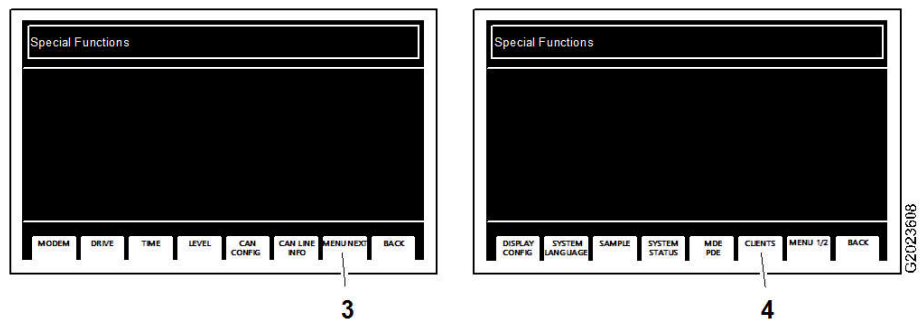 Special Functions
MODEM
DRIVE
TIME
LEVEL
CAN
CONFIG
CAN LINE
INFO
MENU NEXT
BACK
3
Special Functions
DISPLAY
CONFIG
SYSTEM
LANGUAGE
SAMPLE
SYSTEM
STATUS
MDE
PDE
CLIENTS
MENU 1/2
BACK
4
G2023608